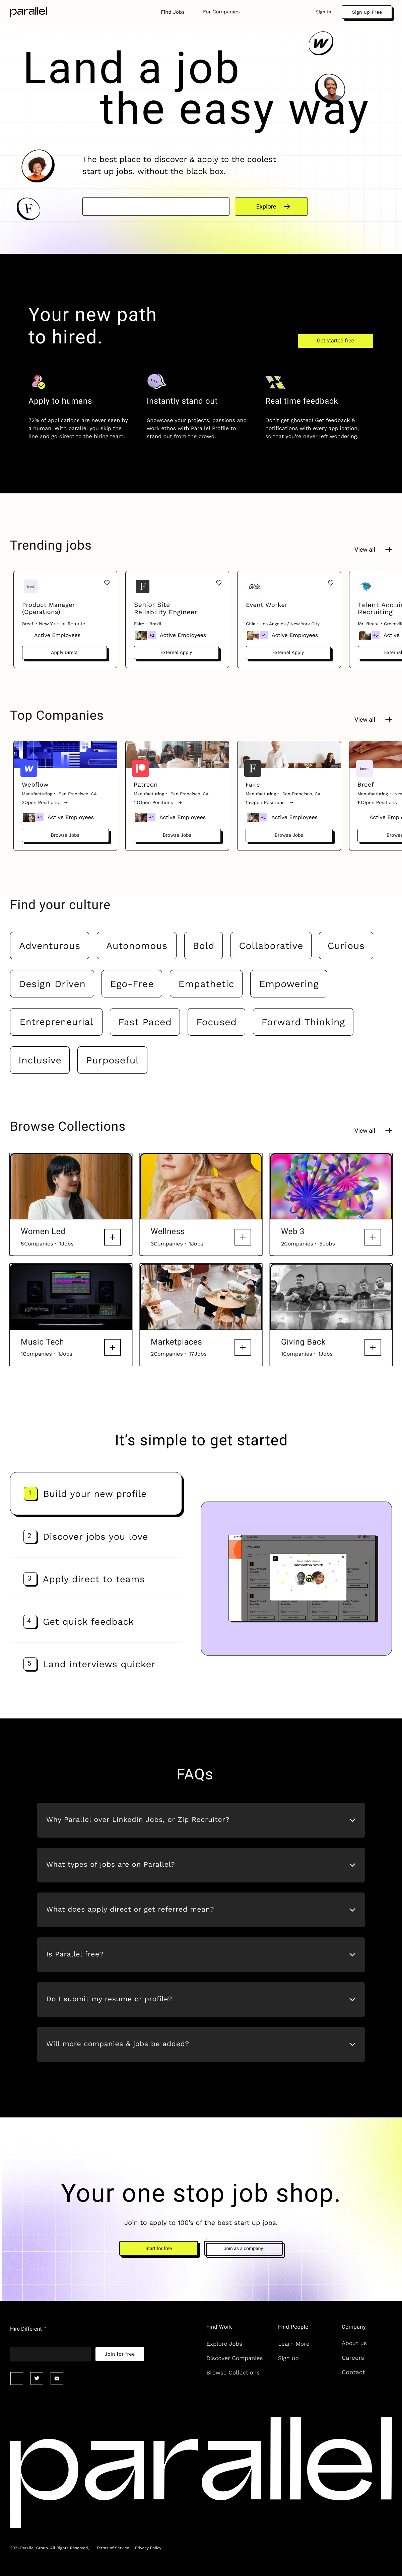 parallel
Find Jobs
For Companies
Sign In
Sign up Free
Land a job
the easy way
The best place to discover & apply to the coolest
start up jobs, without the black box.
Explore
Your new path
to hired.
Get started free
Apply to humans
72% of applications are never seen by
a human! With parallel you skip the
line and go direct to the hiring team.
Instantly stand out
Showcase your projects, passions and
work ethos with Parallel Profile to
stand out from the crowd.
Real time feedback
Don't get ghosted! Get feedback &
notifications with every application,
so that you're never left wondering.
Trending jobs
View all
breef
Product Manager
(Operations)
Breef · New York or Remote
Active Employees
Apply Direct
F
Senior Site
Reliability Engineer
Faire · Brazil
+2 Active Employees
External Apply
Ghia
Event Worker
Ghia · Los Angeles / New York City
+1 Active Employees
External Apply
Talent Acquis
Recruiting
Mr. Beast · Greenvil
Active
External
Top Companies
View all
Webflow
Manufacturing · San Francisco, CA
20pen Positions
+4 Active Employees
Browse Jobs
Patreon
Manufacturing · San Francisco, CA
130pen Positions
+4 Active Employees
Browse Jobs
F
Faire
Manufacturing · San Francisco, CA
150pen Positions
+2 Active Employees
Browse Jobs
breef
Breef
Manufacturing · New
100pen Positions
Active Emplo
Browse
Find your culture
Adventurous
Autonomous
Bold
Collaborative
Curious
Design Driven
Ego-Free
Empathetic
Empowering
Entrepreneurial
Fast Paced
Focused
Forward Thinking
Inclusive
Purposeful
Browse Collections
View all
Women Led
5Companies · 1Jobs
Wellness
3Companies · 1Jobs
Web 3
2Companies · 5Jobs
Music Tech
1Companies · 1Jobs
Marketplaces
2Companies · 17Jobs
Giving Back
1Companies · 1Jobs
It's simple to get started
1 Build your new profile
2 Discover jobs you love
3 Apply direct to teams
4 Get quick feedback
5 Land interviews quicker
Samantha Smith
FAQs
Why Parallel over Linkedin Jobs, or Zip Recruiter?
What types of jobs are on Parallel?
What does apply direct or get referred mean?
Is Parallel free?
Do I submit my resume or profile?
Will more companies & jobs be added?
Your one stop job shop.
Join to apply to 100's of the best start up jobs.
Start for free
Join as a company
Hire Different ™
Join for free
Find Work
Explore Jobs
Discover Companies
Browse Collections
Find People
Learn More
Sign up
Company
About us
Careers
Contact
parallel
2021 Parallel Group. All Rights Reserved.
Terms of Service
Privacy Policy